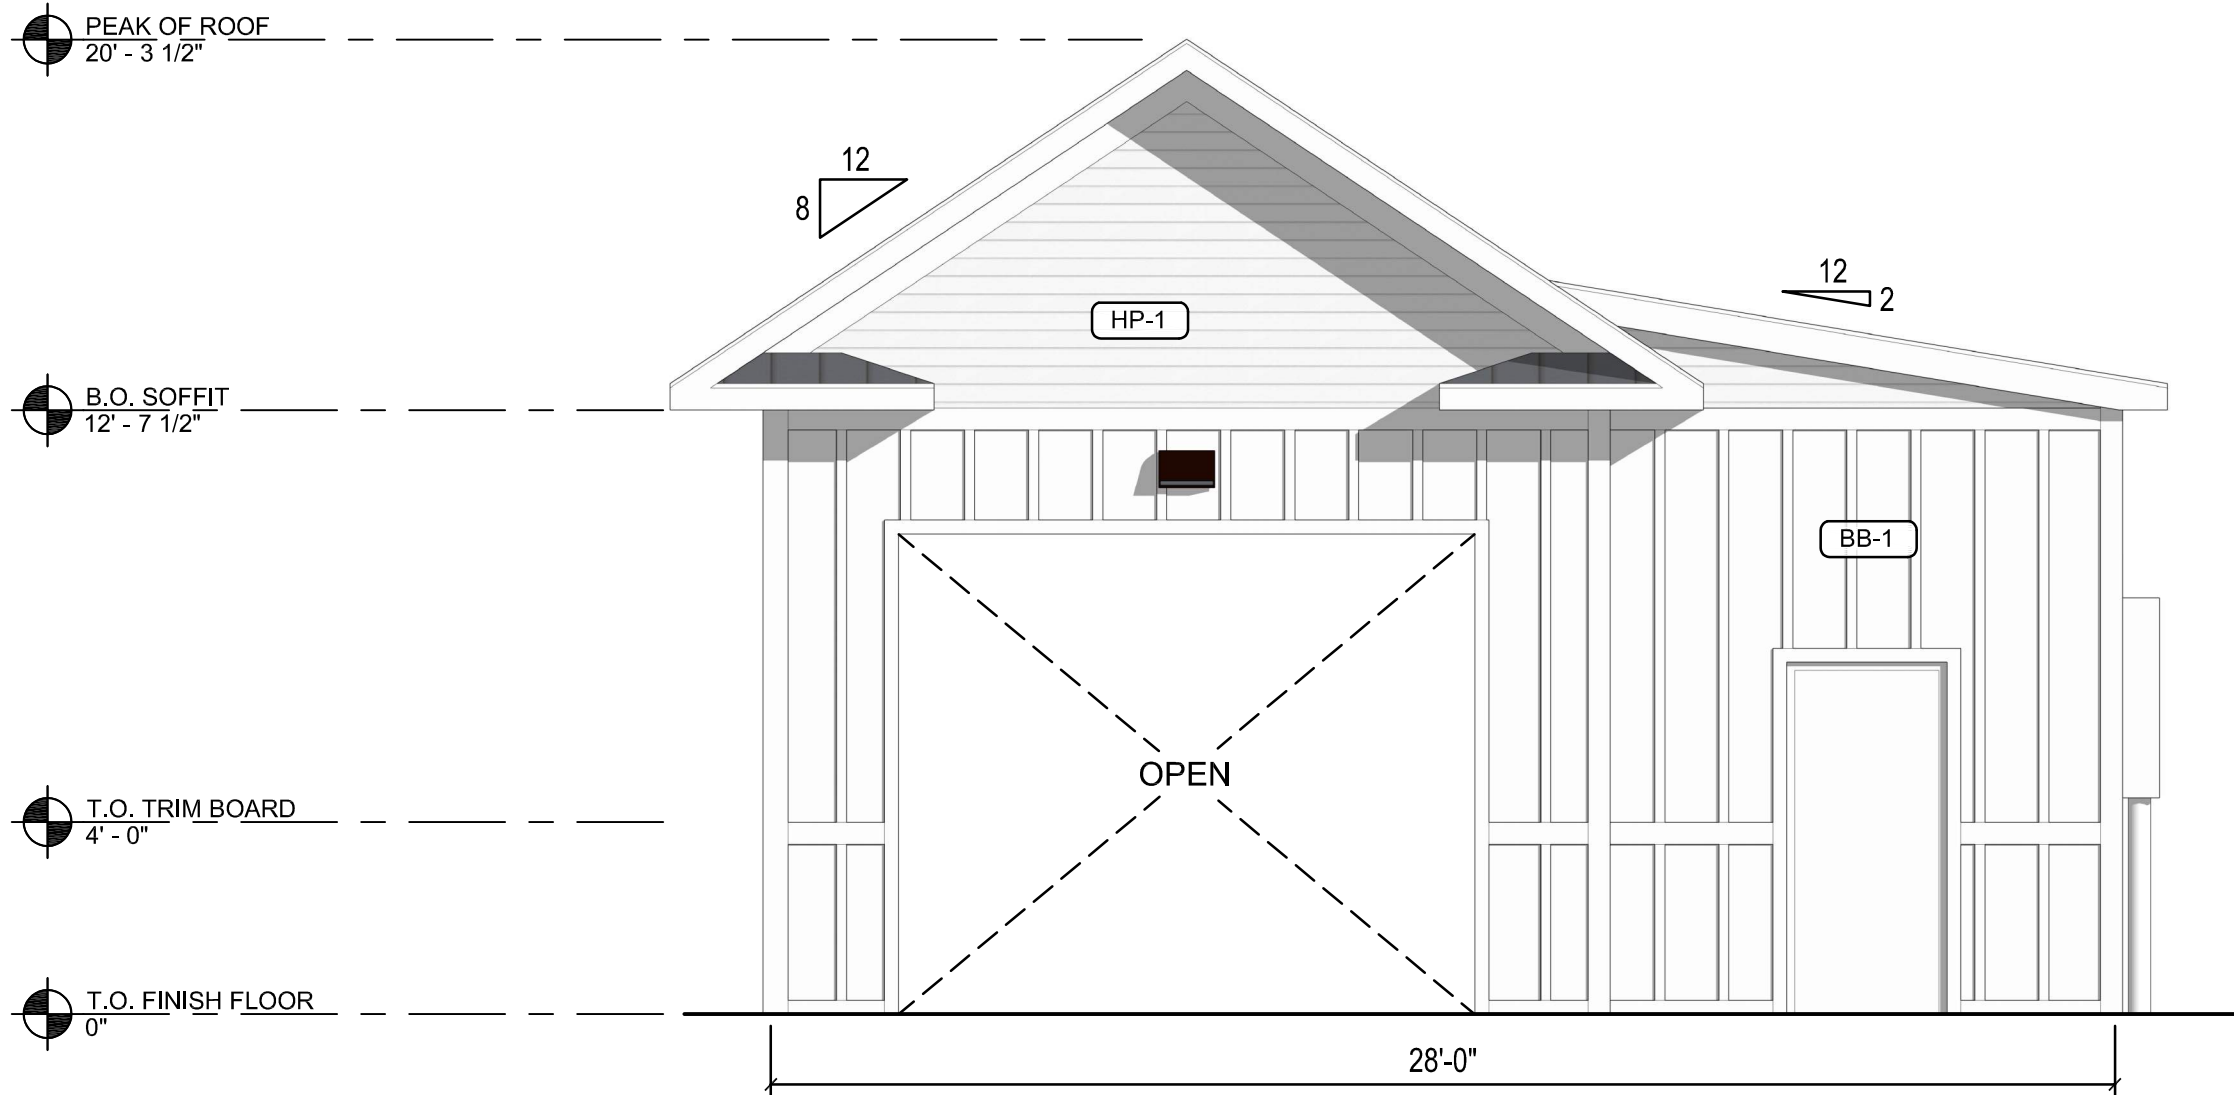 PEAK OF ROOF
20' - 3 1/2"
12
8
12
2
HP-1
B.O. SOFFIT
12' - 7 1/2"
BB-1
OPEN
T.O. TRIM BOARD
4' - 0"
T.O. FINISH FLOOR
0"
28'-0"